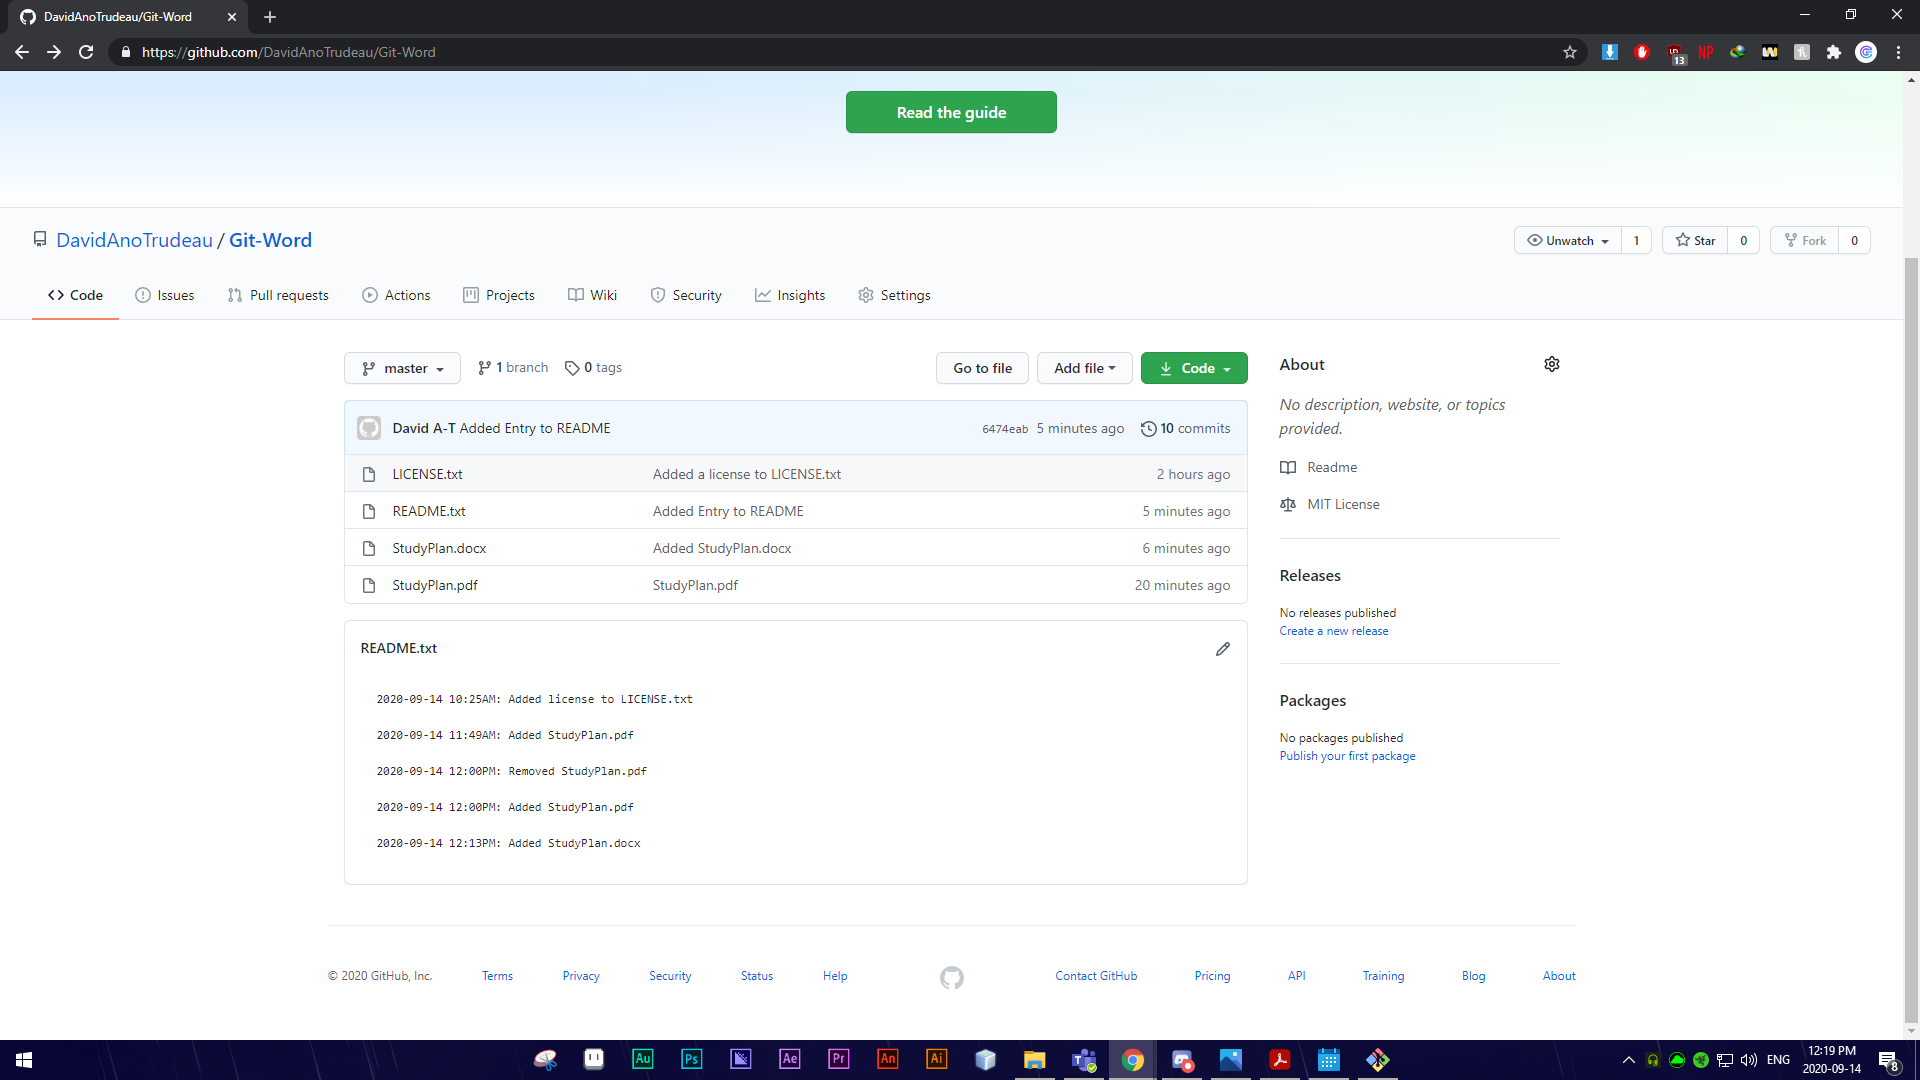 DavidAnoTrudeau/Git-Word
https://github.com/DavidAnoTrudeau/Git-Word
13
NP
Read the guide
DavidAnoTrudeau / Git-Word
Unwatch 1
Star 0
Fork 0
Code
Issues
Pull requests
Actions
Projects
Wiki
Security
Insights
Settings
master
1 branch
0 tags
Go to file
Add file
Code
About
No description, website, or topics
provided.
Readme
MIT License
David A-T Added Entry to README 6474eab 5 minutes ago 10 commits
LICENSE.txt Added a license to LICENSE.txt 2 hours ago
README.txt Added Entry to README 5 minutes ago
StudyPlan.docx Added StudyPlan.docx 6 minutes ago
StudyPlan.pdf StudyPlan.pdf 20 minutes ago
Releases
No releases published
Create a new release
Packages
No packages published
Publish your first package
README.txt
2020-09-14 10:25AM: Added license to LICENSE.txt
2020-09-14 11:49AM: Added StudyPlan.pdf
2020-09-14 12:00PM: Removed StudyPlan.pdf
2020-09-14 12:00PM: Added StudyPlan.pdf
2020-09-14 12:13PM: Added StudyPlan.docx
© 2020 GitHub, Inc.
Terms
Privacy
Security
Status
Help
Contact GitHub
Pricing
API
Training
Blog
About
Au
Ps
Ae
Pr
An
Ai
ENG
12:19 PM
2020-09-14
8